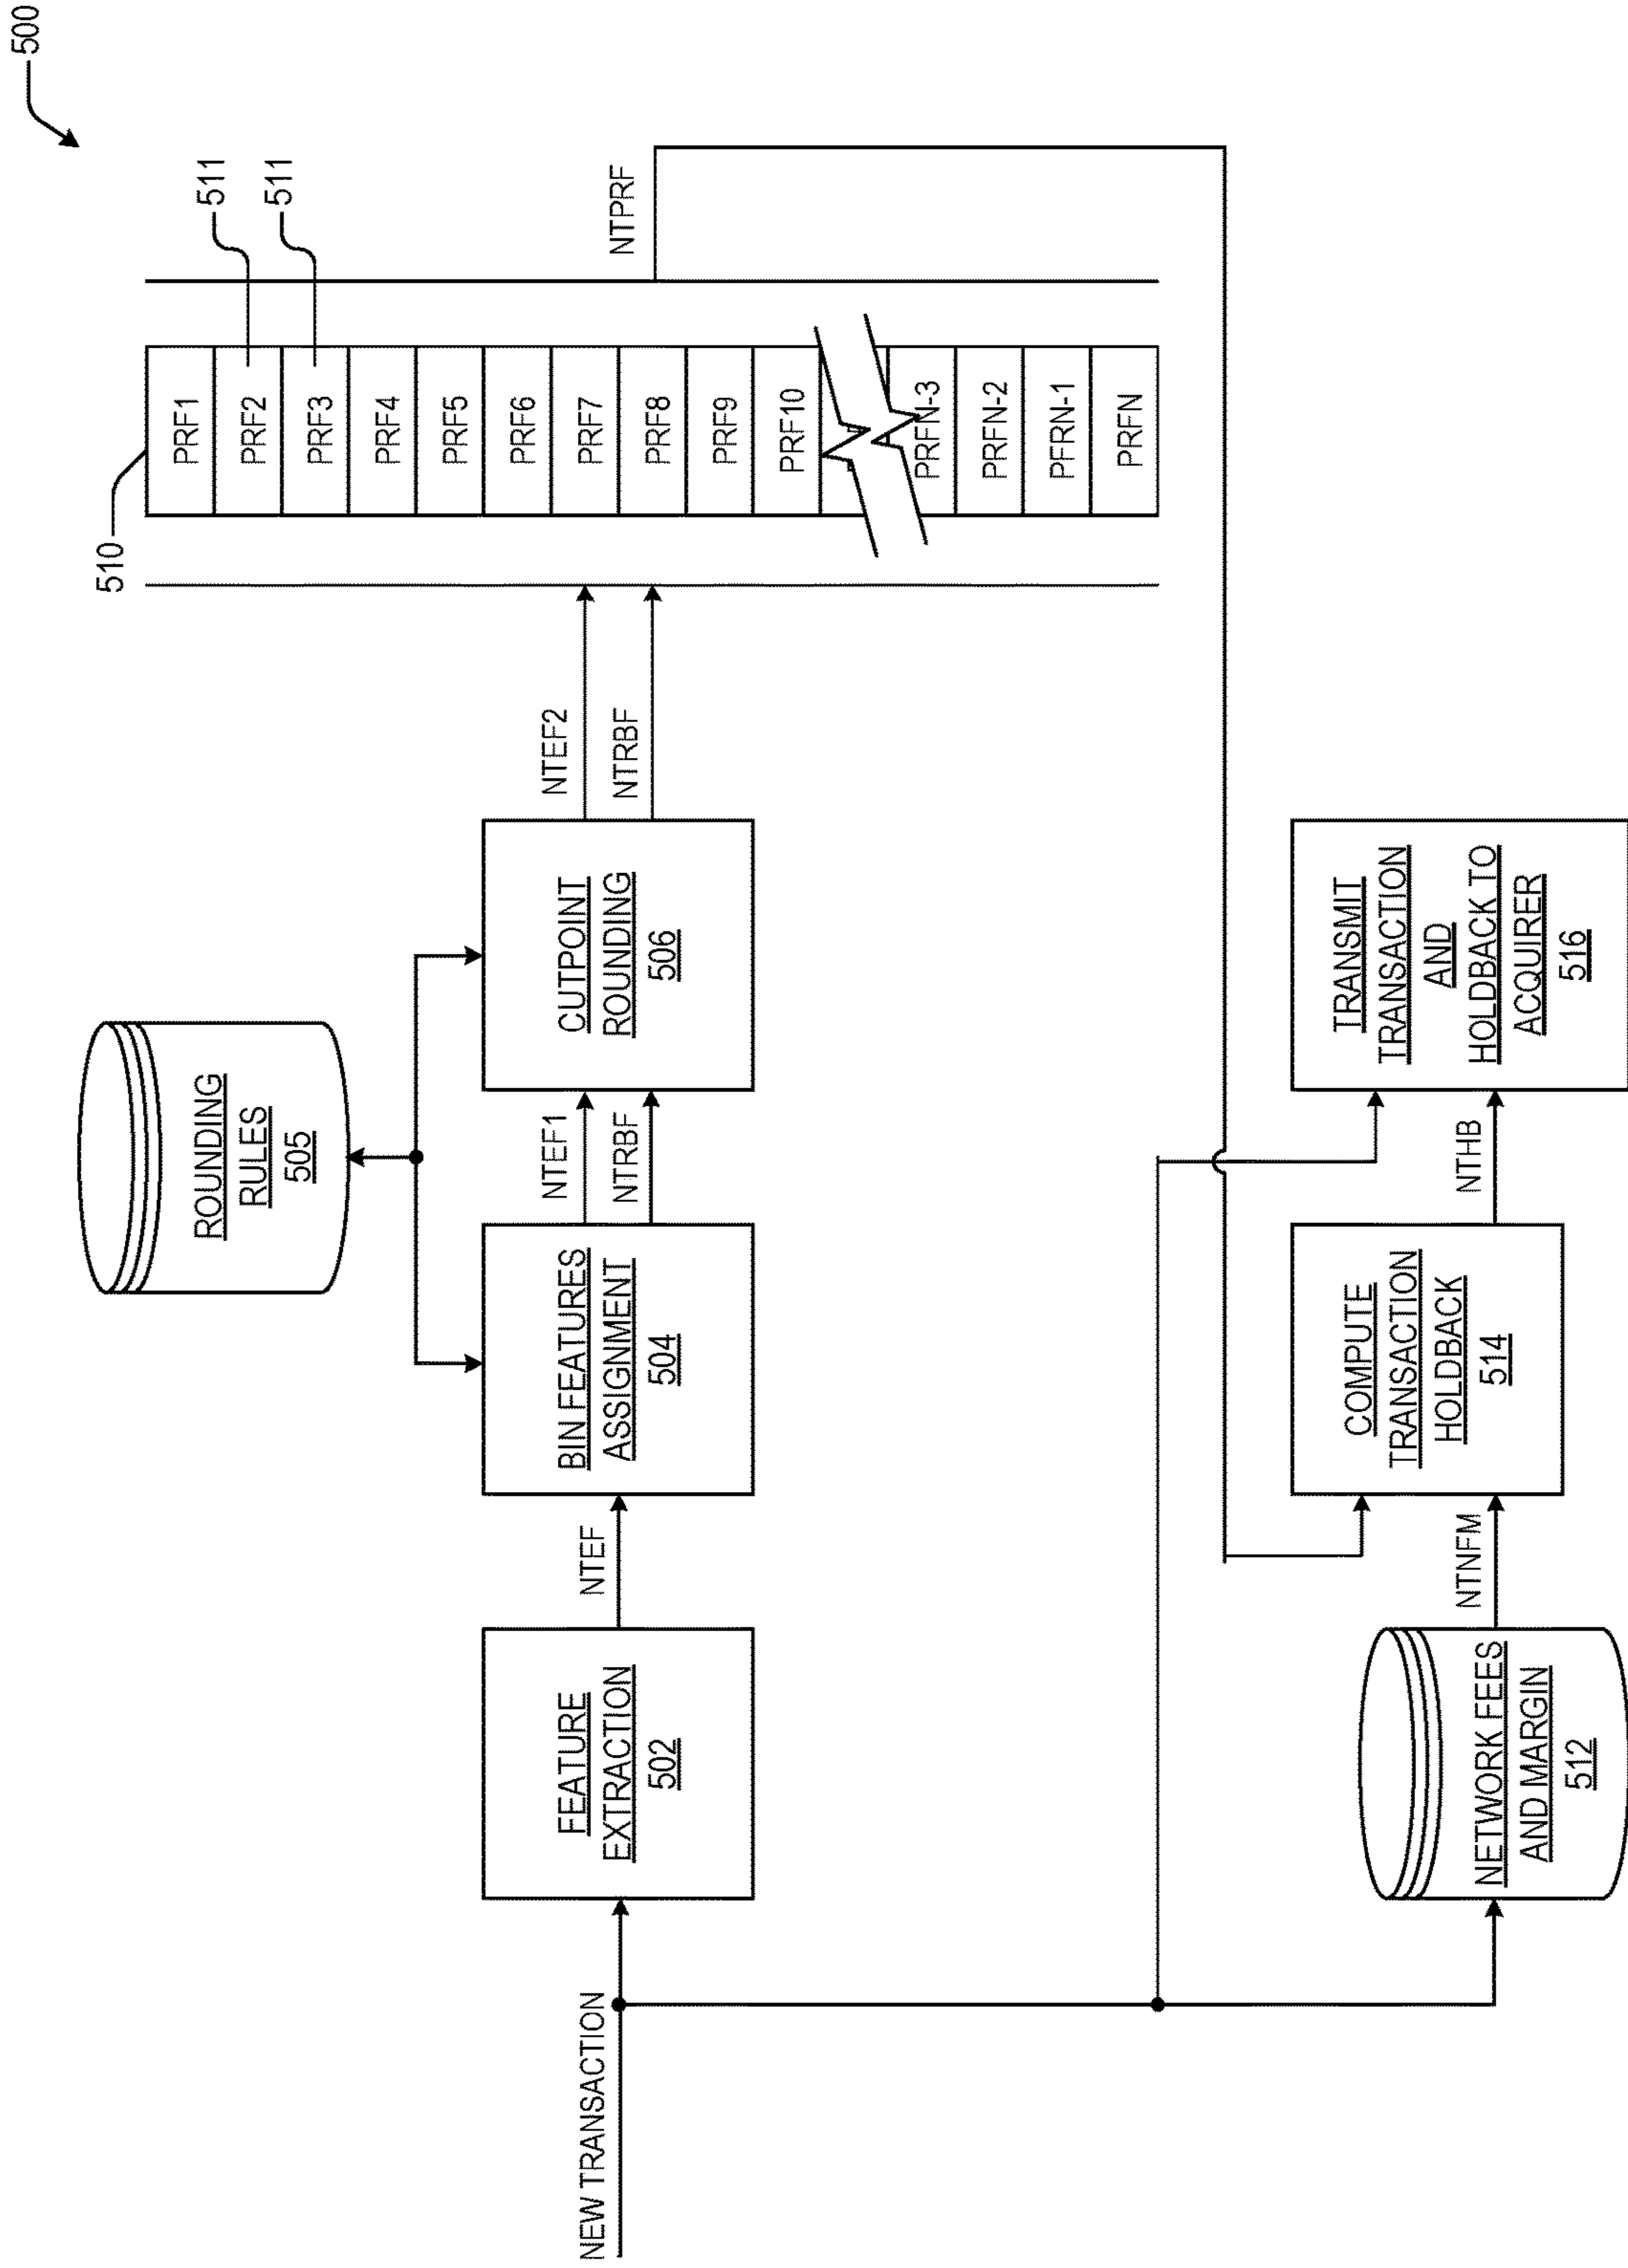 500
ROUNDING
RULES
505
510
511
511
NEW TRANSACTION
FEATURE
EXTRACTION
502
NTEF
BIN FEATURES
ASSIGNMENT
504
NTEF1
NTRBF
CUTPOINT
ROUNDING
506
NTEF2
NTRBF
PRF1
PRF2
PRF3
PRF4
PRF5
PRF6
PRF7
PRF8
PRF9
PRF10
PRFN-3
PRFN-2
PFRN-1
PRFN
NTPRF
NETWORK FEES
AND MARGIN
512
NTNFM
COMPUTE
TRANSACTION
HOLDBACK
514
NTHB
TRANSMIT
TRANSACTION
AND
HOLDBACK TO
ACQUIRER
516